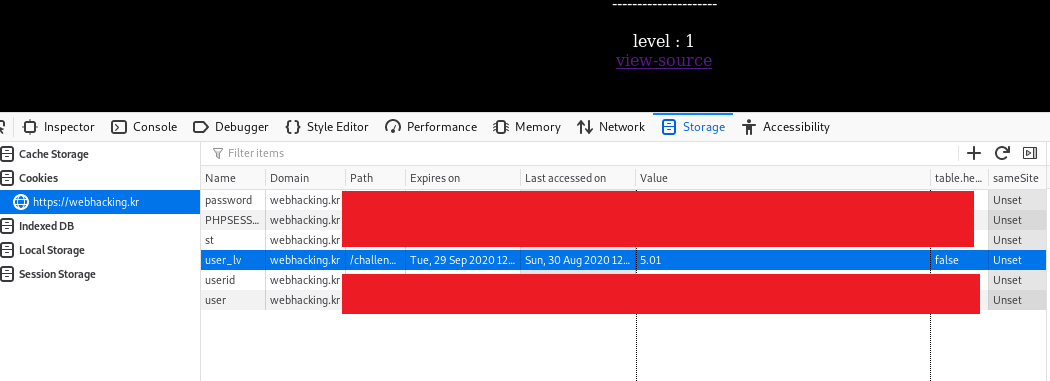 ---------------------
level : 1
view-source
Inspector Console Debugger Style Editor Performance Memory Network Storage Accessibility
Cache Storage
Cookies
https://webhacking.kr
Indexed DB
Local Storage
Session Storage
Filter items
Name Domain Path Expires on Last accessed on Value table.he... sameSite
password webhacking.kr Unset
PHPSESS... webhacking.kr Unset
st webhacking.kr Unset
user_lv webhacking.kr /challen... Tue, 29 Sep 2020 12... Sun, 30 Aug 2020 12... 5.01 false Unset
userid webhacking.kr Unset
user webhacking.kr Unset